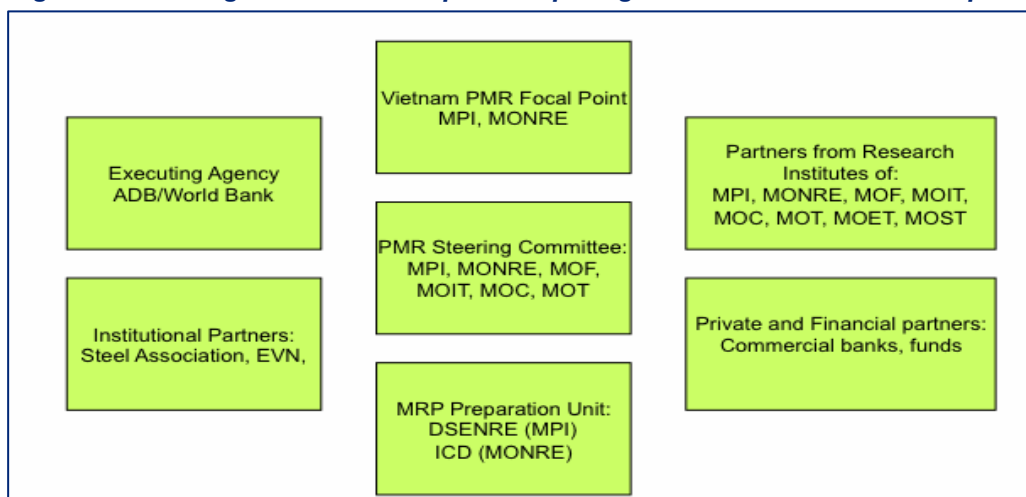 Vietnam PMR Focal Point
MPI, MONRE
Executing Agency
ADB/World Bank
Partners from Research
Institutes of:
MPI, MONRE, MOF, MOIT,
MOC, MOT, MOET, MOST
PMR Steering Committee:
MPI, MONRE, MOF,
MOIT, MOC, MOT
Institutional Partners:
Steel Association, EVN,
Private and Financial partners:
Commercial banks, funds
MRP Preparation Unit:
DSENRE (MPI)
ICD (MONRE)